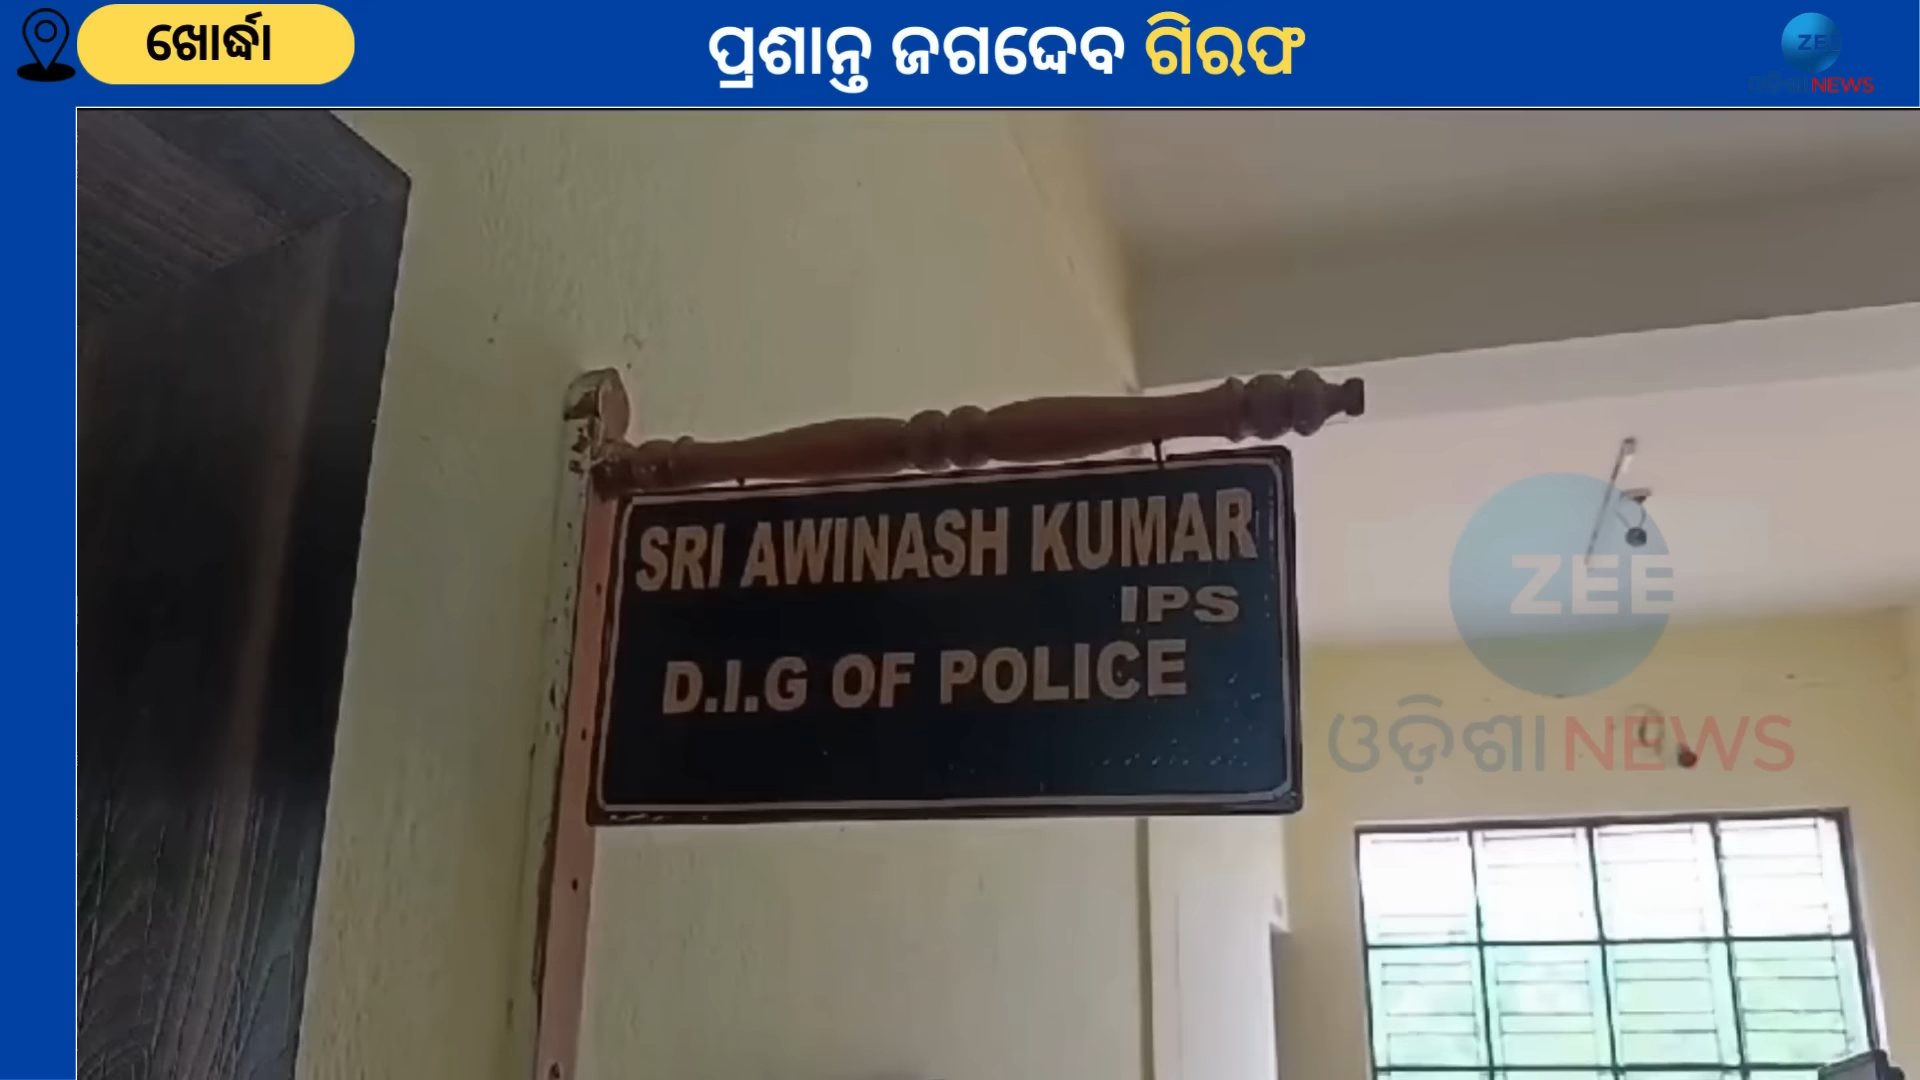 ଖୋର୍ଦ୍ଧା
ପ୍ରଶାନ୍ତ ଜଗଦ୍ଦେବ ଗିରଫ
ZEE
ଓଡ଼ିଶା NEWS
SRI AWINASH KUMAR
IPS
D.I.G OF POLICE
ZEE
ଓଡ଼ିଶା NEWS